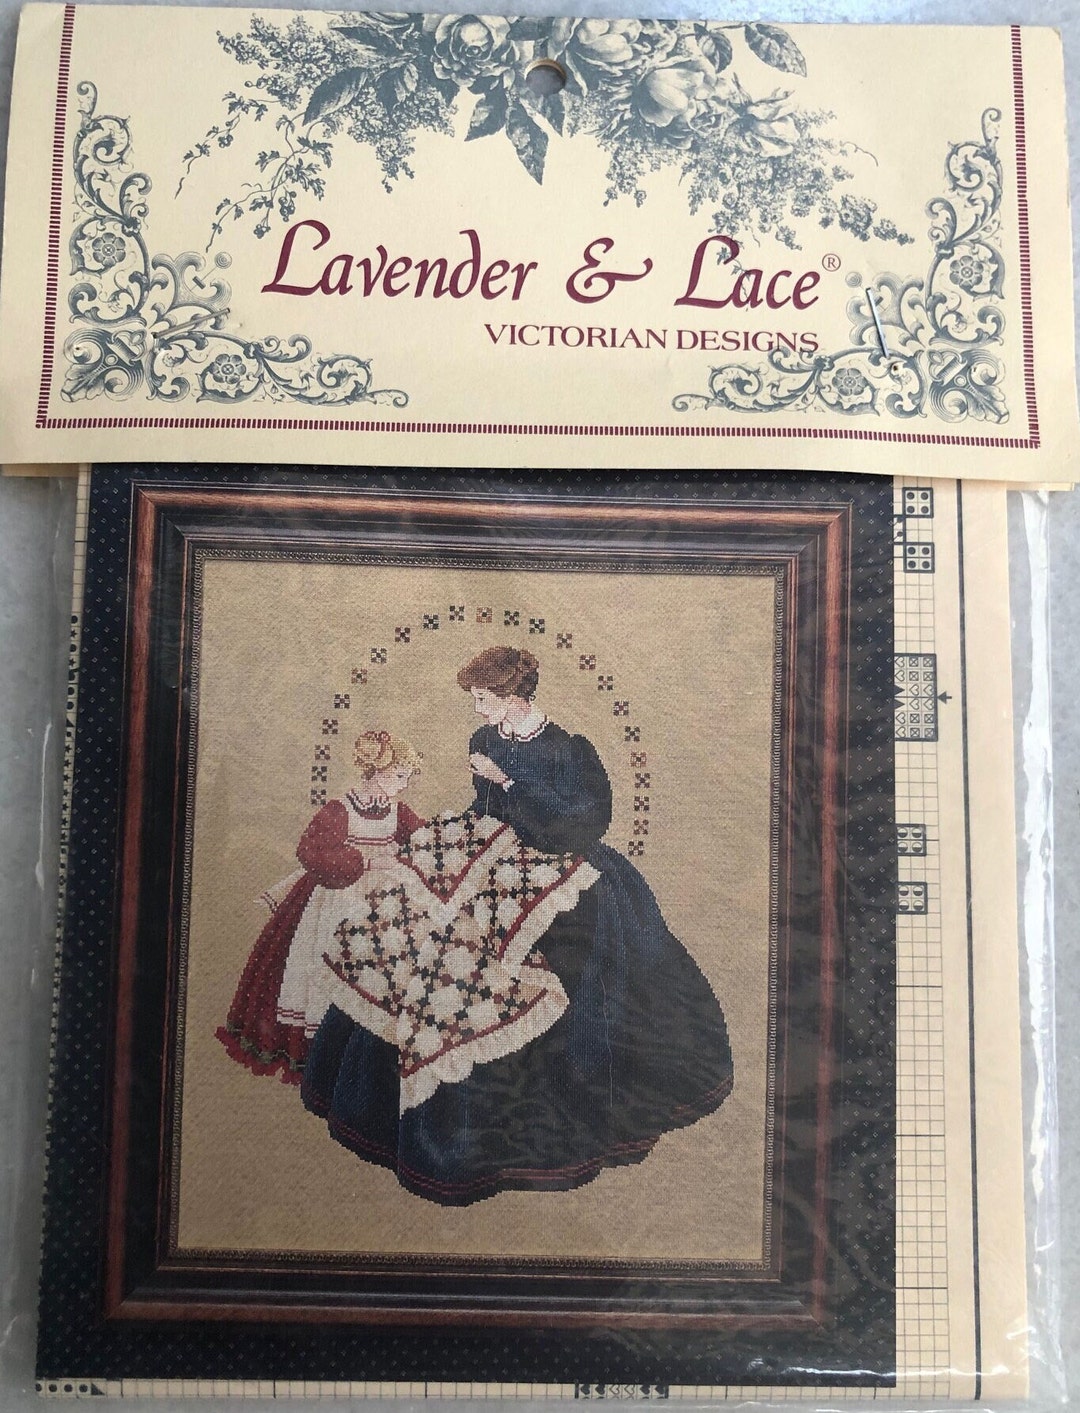 Lavender & Lace®
VICTORIAN DESIGNS